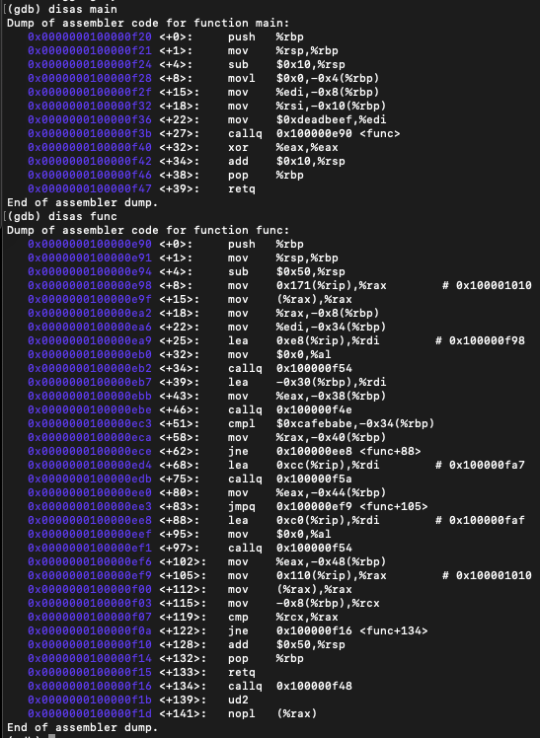 [(gdb) disas main
Dump of assembler code for function main:
0x0000000100000f20 <+0>: push %rbp
0x0000000100000f21 <+1>: mov %rsp,%rbp
0x0000000100000f24 <+4>: sub $0x10,%rsp
0x0000000100000f28 <+8>: movl $0x0,-0x4(%rbp)
0x0000000100000f2f <+15>: mov %edi,-0x8(%rbp)
0x0000000100000f32 <+18>: mov %rsi,-0x10(%rbp)
0x0000000100000f36 <+22>: mov $0xdeadbeef,%edi
0x0000000100000f3b <+27>: callq 0x100000e90 <func>
0x0000000100000f40 <+32>: xor %eax,%eax
0x0000000100000f42 <+34>: add $0x10,%rsp
0x0000000100000f46 <+38>: pop %rbp
0x0000000100000f47 <+39>: retq
End of assembler dump.
[(gdb) disas func
Dump of assembler code for function func:
0x0000000100000e90 <+0>: push %rbp
0x0000000100000e91 <+1>: mov %rsp,%rbp
0x0000000100000e94 <+4>: sub $0x50,%rsp
0x0000000100000e98 <+8>: mov 0x171(%rip),%rax # 0x100001010
0x0000000100000e9f <+15>: mov (%rax),%rax
0x0000000100000ea2 <+18>: mov %rax,-0x8(%rbp)
0x0000000100000ea6 <+22>: mov %edi,-0x34(%rbp)
0x0000000100000ea9 <+25>: lea 0xe8(%rip),%rdi # 0x100000f98
0x0000000100000eb0 <+32>: mov $0x0,%al
0x0000000100000eb2 <+34>: callq 0x100000f54
0x0000000100000eb7 <+39>: lea -0x30(%rbp),%rdi
0x0000000100000ebb <+43>: mov %eax,-0x38(%rbp)
0x0000000100000ebe <+46>: callq 0x100000f4e
0x0000000100000ec3 <+51>: cmpl $0xcafebabe,-0x34(%rbp)
0x0000000100000eca <+58>: mov %rax,-0x40(%rbp)
0x0000000100000ece <+62>: jne 0x100000ee8 <func+88>
0x0000000100000ed4 <+68>: lea 0xcc(%rip),%rdi # 0x100000fa7
0x0000000100000edb <+75>: callq 0x100000f5a
0x0000000100000ee0 <+80>: mov %eax,-0x44(%rbp)
0x0000000100000ee3 <+83>: jmpq 0x100000ef9 <func+105>
0x0000000100000ee8 <+88>: lea 0xc0(%rip),%rdi # 0x100000faf
0x0000000100000eef <+95>: mov $0x0,%al
0x0000000100000ef1 <+97>: callq 0x100000f54
0x0000000100000ef6 <+102>: mov %eax,-0x48(%rbp)
0x0000000100000ef9 <+105>: mov 0x110(%rip),%rax # 0x100001010
0x0000000100000f00 <+112>: mov (%rax),%rax
0x0000000100000f03 <+115>: mov -0x8(%rbp),%rcx
0x0000000100000f07 <+119>: cmp %rcx,%rax
0x0000000100000f0a <+122>: jne 0x100000f16 <func+134>
0x0000000100000f10 <+128>: add $0x50,%rsp
0x0000000100000f14 <+132>: pop %rbp
0x0000000100000f15 <+133>: retq
0x0000000100000f16 <+134>: callq 0x100000f48
0x0000000100000f1b <+139>: ud2
0x0000000100000f1d <+141>: nopl (%rax)
End of assembler dump.